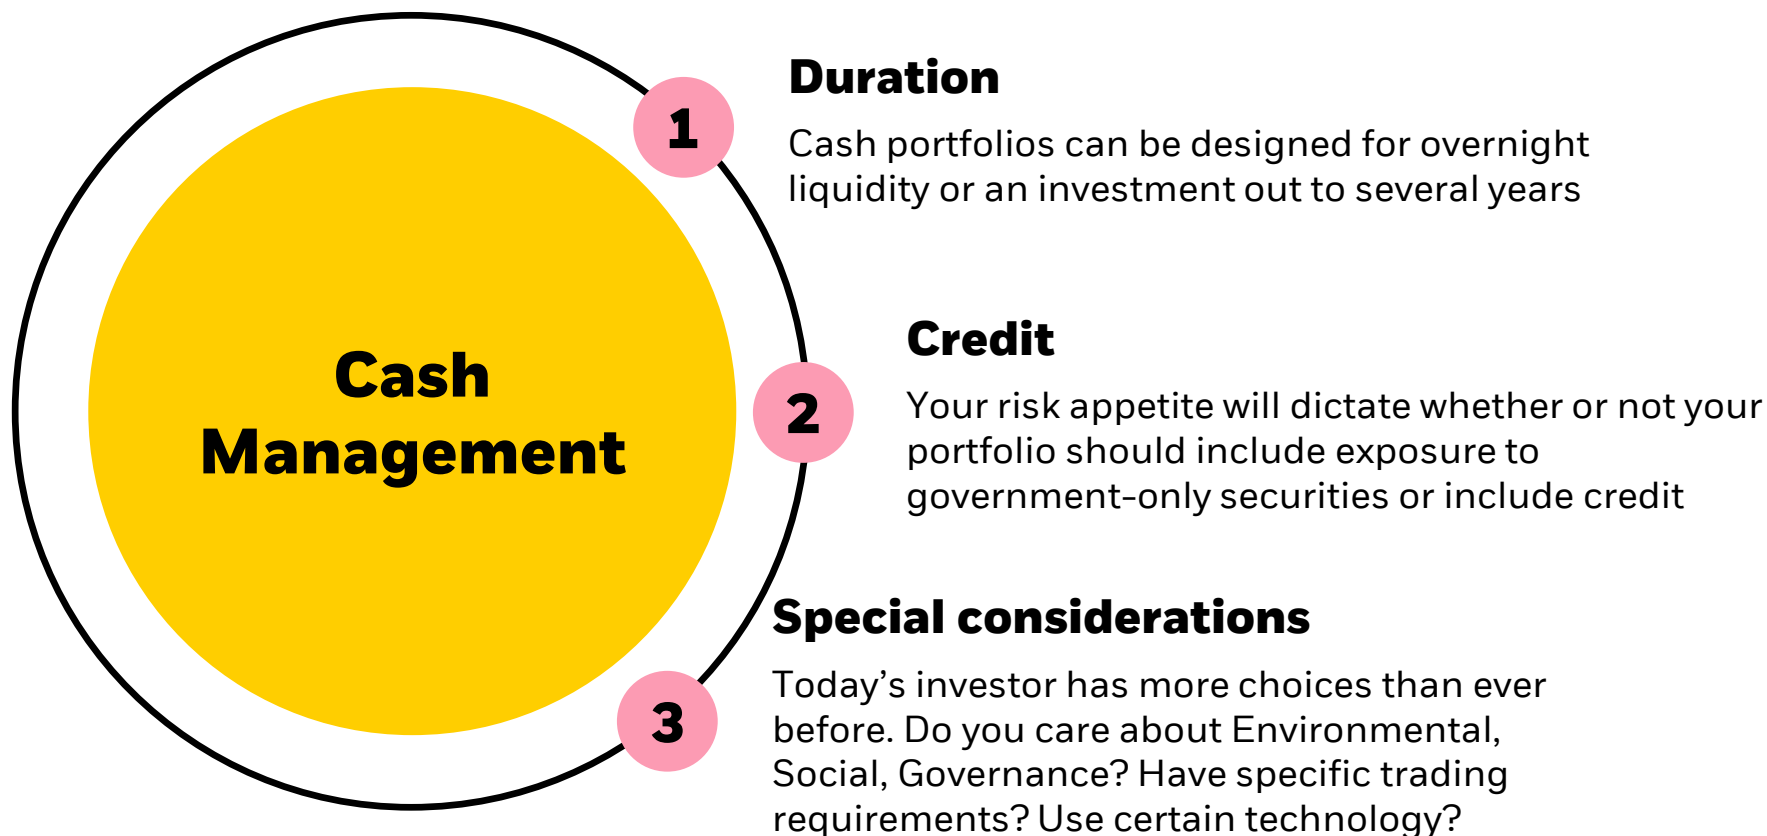 Cash
Management
1
Duration
Cash portfolios can be designed for overnight
liquidity or an investment out to several years
2
Credit
Your risk appetite will dictate whether or not your
portfolio should include exposure to
government-only securities or include credit
3
Special considerations
Today’s investor has more choices than ever
before. Do you care about Environmental,
Social, Governance? Have specific trading
requirements? Use certain technology?